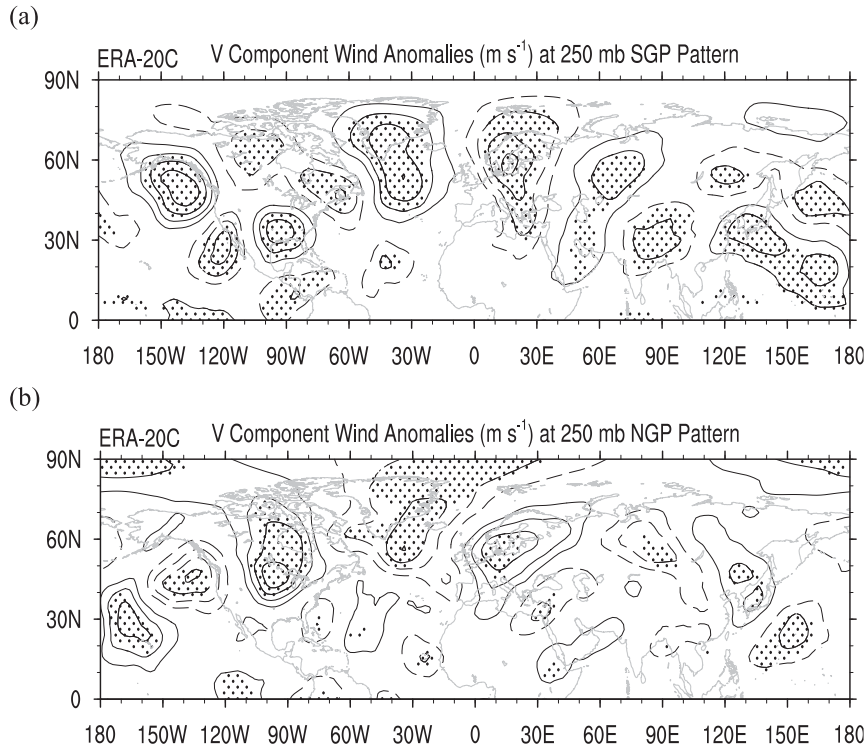 (a)
ERA-20C V Component Wind Anomalies (m s-1) at 250 mb SGP Pattern
90N
60N
30N
0
180 150W 120W 90W 60W 30W 0 30E 60E 90E 120E 150E 180
(b)
ERA-20C V Component Wind Anomalies (m s-1) at 250 mb NGP Pattern
90N
60N
30N
0
180 150W 120W 90W 60W 30W 0 30E 60E 90E 120E 150E 180